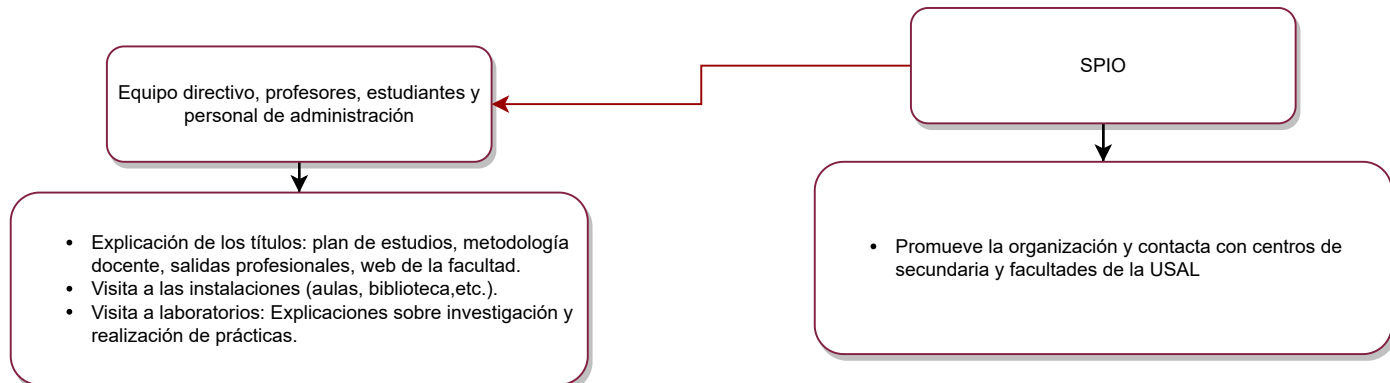 Equipo directivo, profesores, estudiantes y
personal de administración
SPIO
• Explicación de los títulos: plan de estudios, metodología
docente, salidas profesionales, web de la facultad.
• Visita a las instalaciones (aulas, biblioteca,etc.).
• Visita a laboratorios: Explicaciones sobre investigación y
realización de prácticas.
• Promueve la organización y contacta con centros de
secundaria y facultades de la USAL